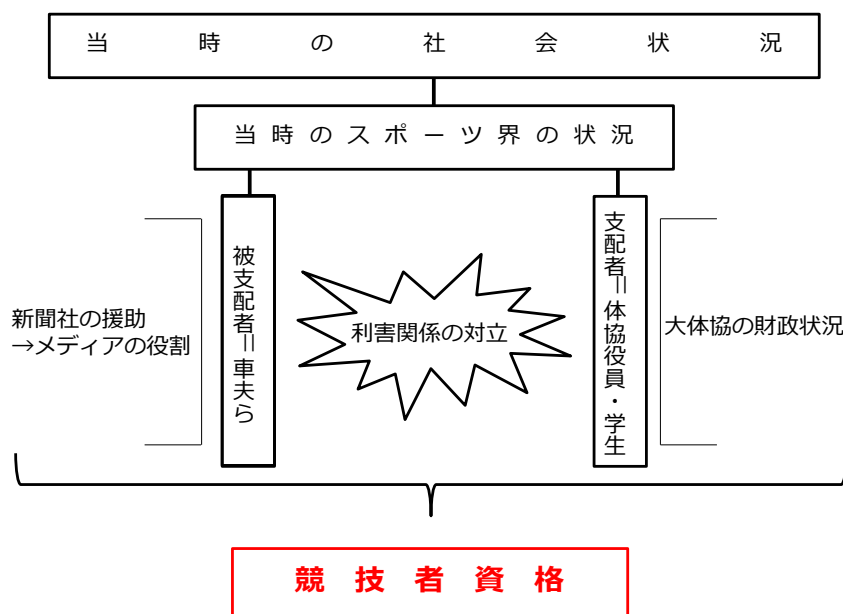 当時の社会状況
当時のスポーツ界の状況
新聞社の援助
→メディアの役割
被支配者＝車夫ら
利害関係の対立
支配者＝体協役員・学生
大体協の財政状況
競技者資格